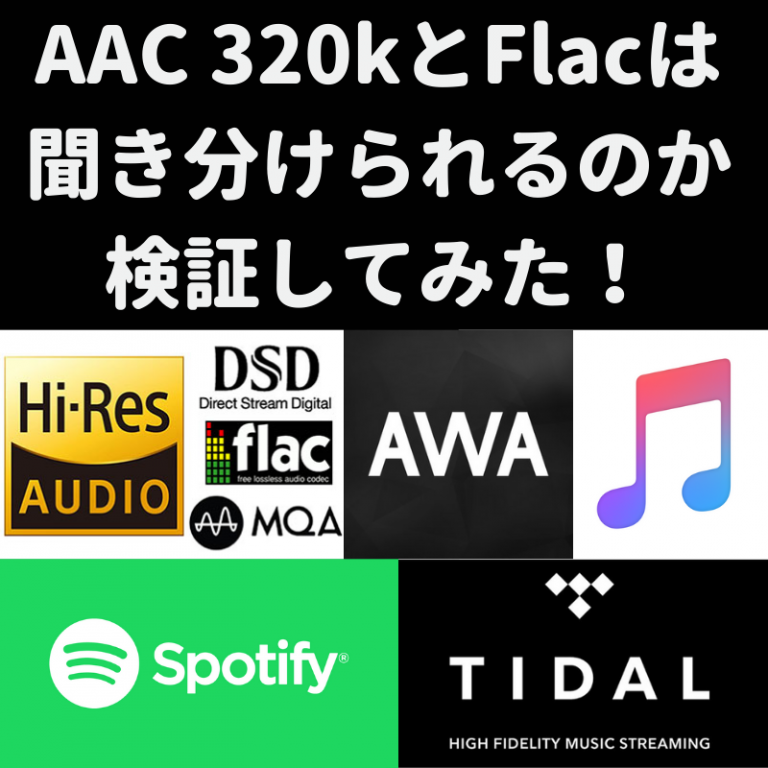 AAC 320kとFlacは
聞き分けられるのか
検証してみた！
Hi-Res
AUDIO
DSD
Direct Stream Digital
flac
free lossless audio codec
MQA
AWA
Spotify®
TIDAL
HIGH FIDELITY MUSIC STREAMING